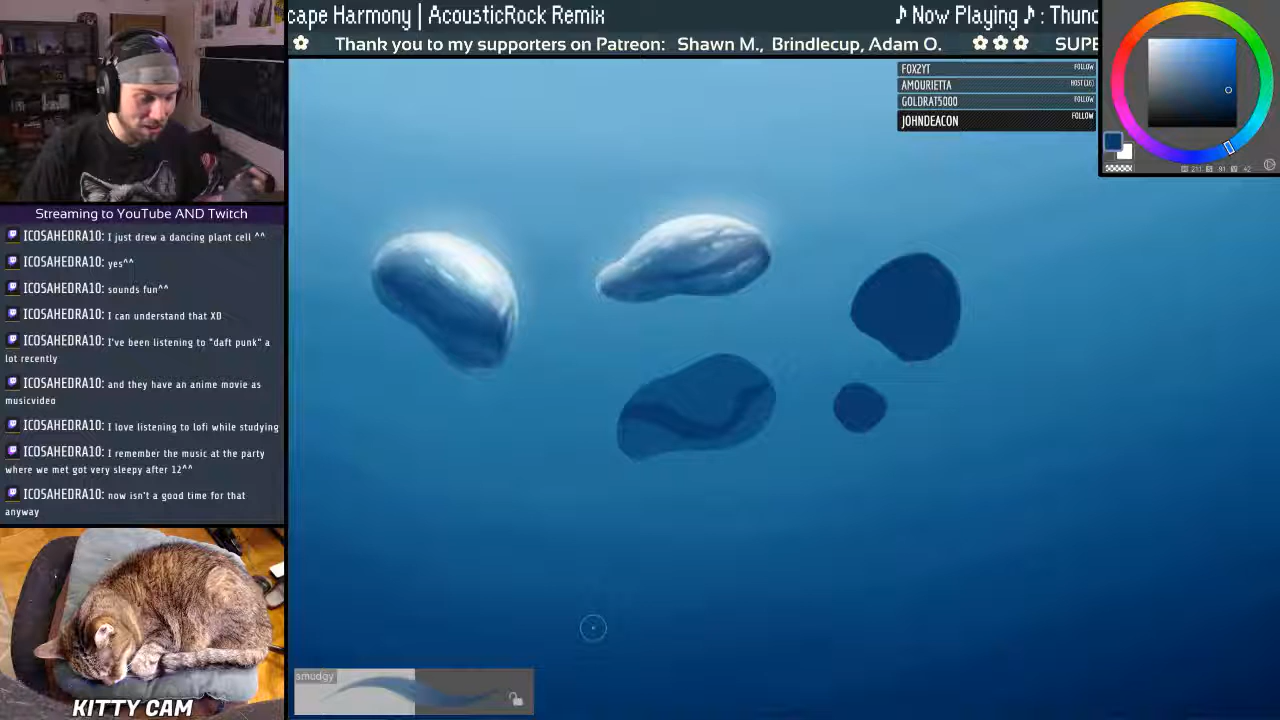 cape Harmony | AcousticRock Remix
♪ Now Playing ♪ : Thund
✿ Thank you to my supporters on Patreon: Shawn M., Brindlecup, Adam O. ✿ ✿ ✿ SUPE
FOX2YT FOLLOW
AMOURIETTA HOST (16)
GOLDRAT5000 FOLLOW
JOHNDEACON FOLLOW
Streaming to YouTube AND Twitch
ICOSAHEDRA10: I just drew a dancing plant cell ^^
ICOSAHEDRA10: yes^^
ICOSAHEDRA10: sounds fun^^
ICOSAHEDRA10: I can understand that XD
ICOSAHEDRA10: I've been listening to "daft punk" a
lot recently
ICOSAHEDRA10: and they have an anime movie as
musicvideo
ICOSAHEDRA10: I love listening to lofi while studying
ICOSAHEDRA10: I remember the music at the party
where we met got very sleepy after 12^^
ICOSAHEDRA10: now isn't a good time for that
anyway
smudgy
KITTY CAM